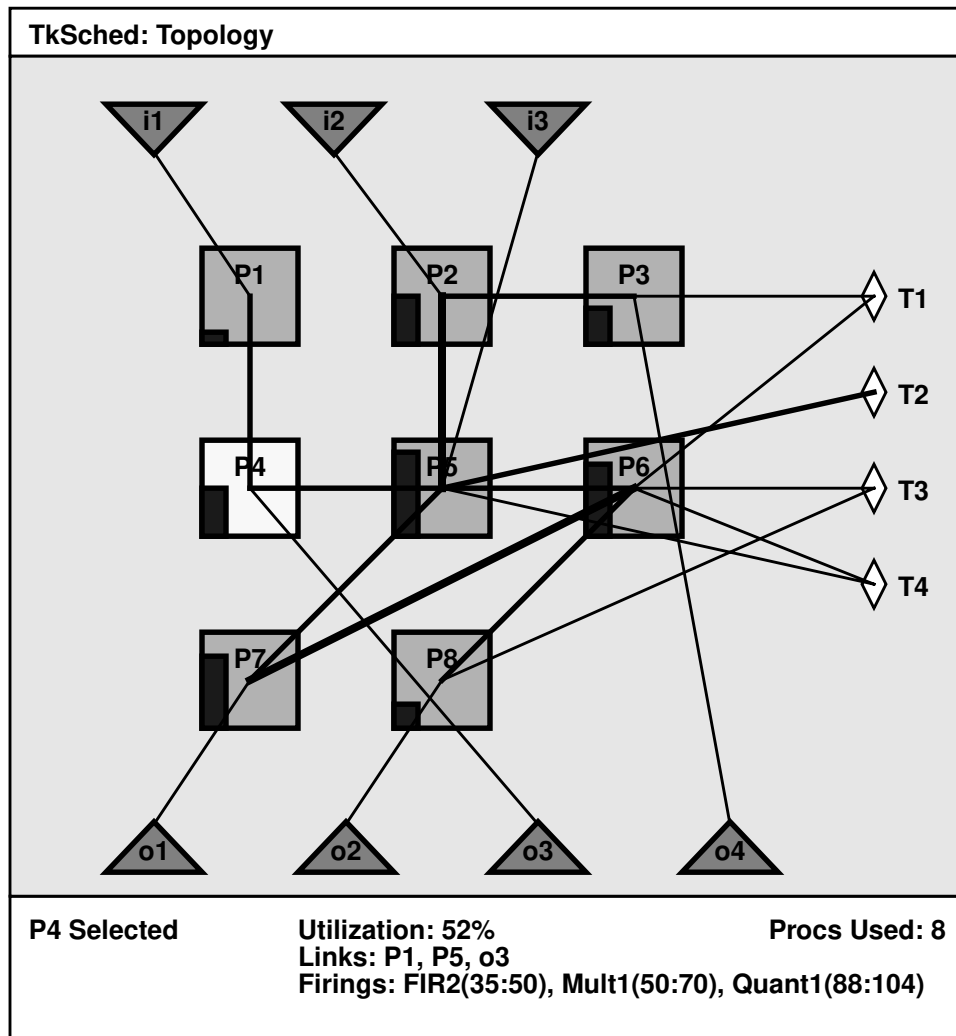 TkSched: Topology
i1 i2 i3
P1 P2 P3
T1
T2
P4 P5 P6
T3
T4
P7 P8
o1 o2 o3 o4
P4 Selected Utilization: 52% Procs Used: 8
Links: P1, P5, o3
Firings: FIR2(35:50), Mult1(50:70), Quant1(88:104)